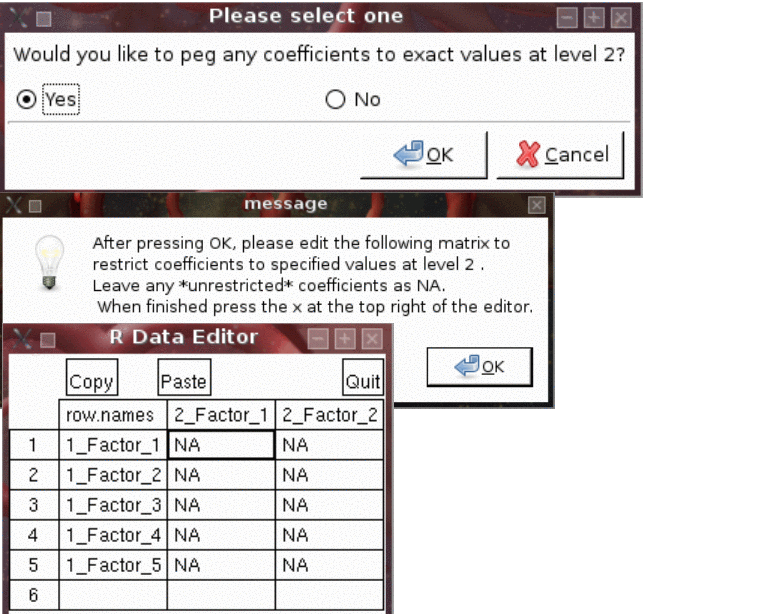 Please select one
Would you like to peg any coefficients to exact values at level 2?
Yes No
OK Cancel
message
After pressing OK, please edit the following matrix to
restrict coefficients to specified values at level 2 .
Leave any *unrestricted* coefficients as NA.
When finished press the x at the top right of the editor.
OK
R Data Editor
Copy Paste Quit
row.names 2_Factor_1 2_Factor_2
1 1_Factor_1 NA NA
2 1_Factor_2 NA NA
3 1_Factor_3 NA NA
4 1_Factor_4 NA NA
5 1_Factor_5 NA NA
6